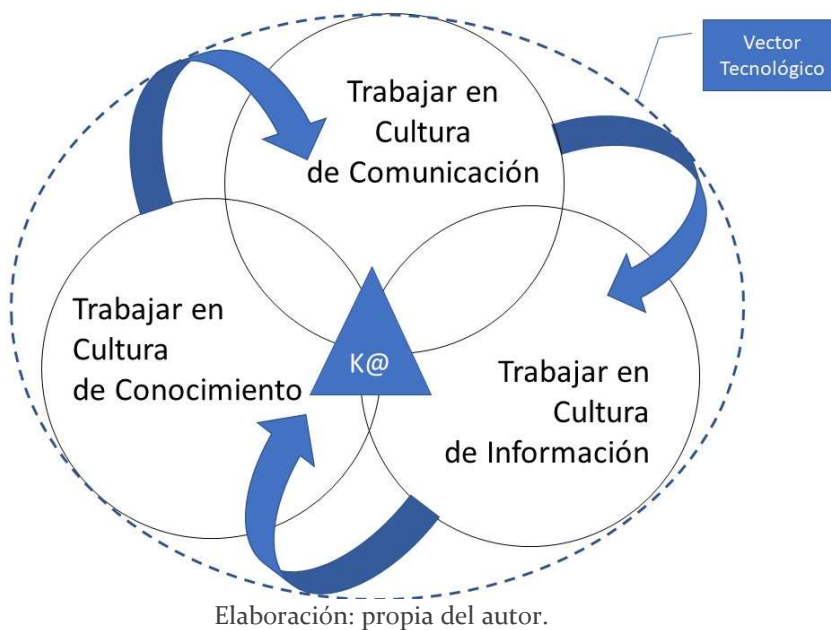 Vector
Tecnológico
Trabajar en
Cultura
de Comunicación
Trabajar en
Cultura
de Conocimiento
K@
Trabajar en
Cultura
de Información
Elaboración: propia del autor.